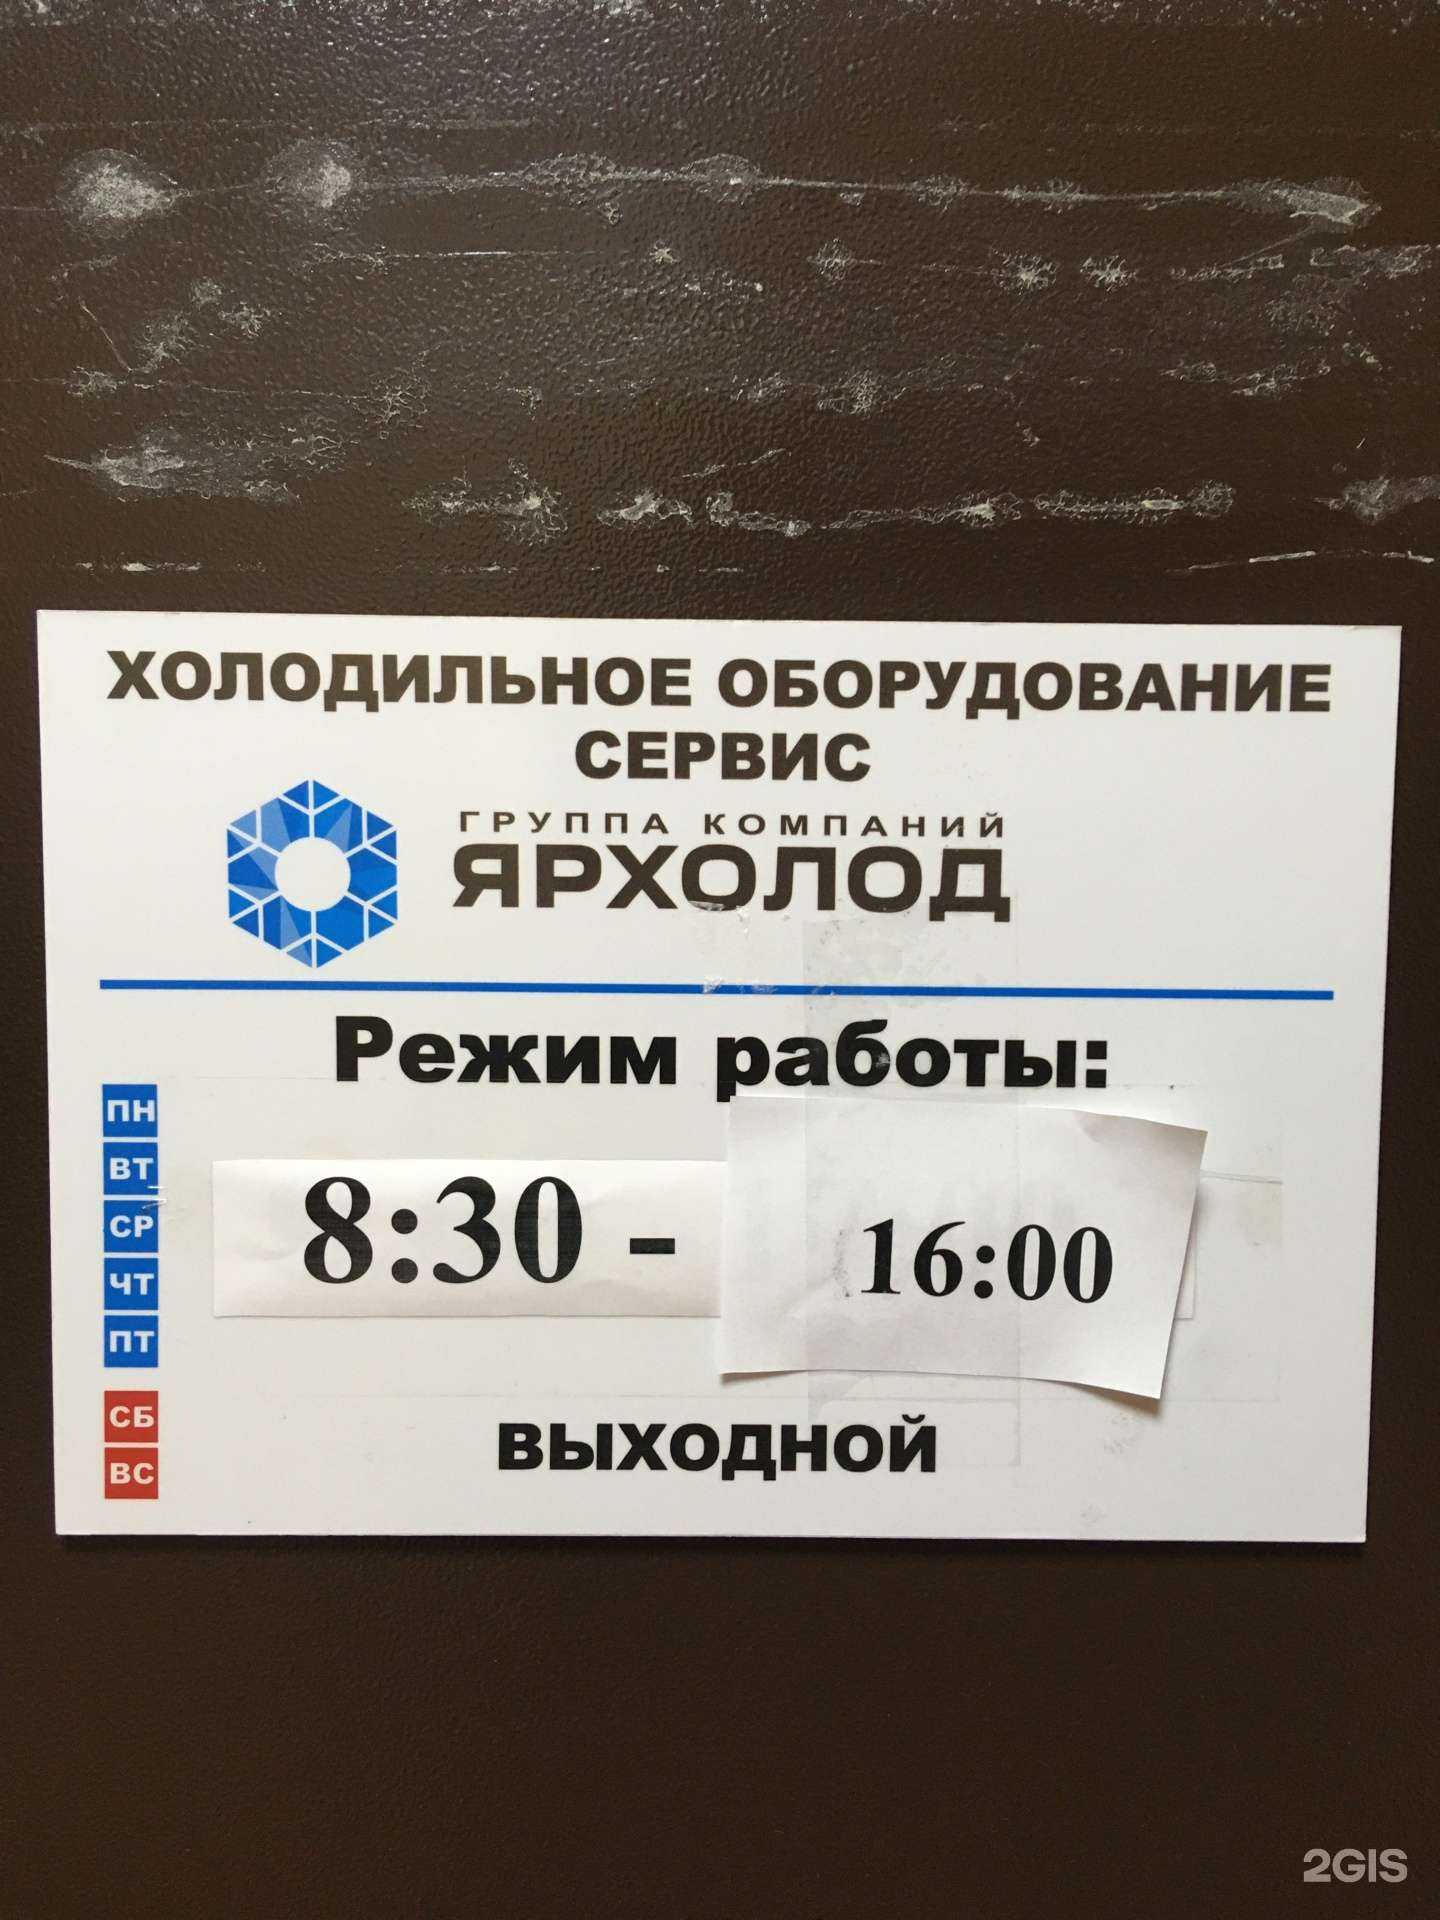 ХОЛОДИЛЬНОЕ ОБОРУДОВАНИЕ
СЕРВИС
ГРУППА КОМПАНИЙ
ЯРХОЛОД
Режим работы:
ПН
ВТ
СР
ЧТ
ПТ
8:30 - 16:00
СБ
ВС
ВЫХОДНОЙ
2GIS